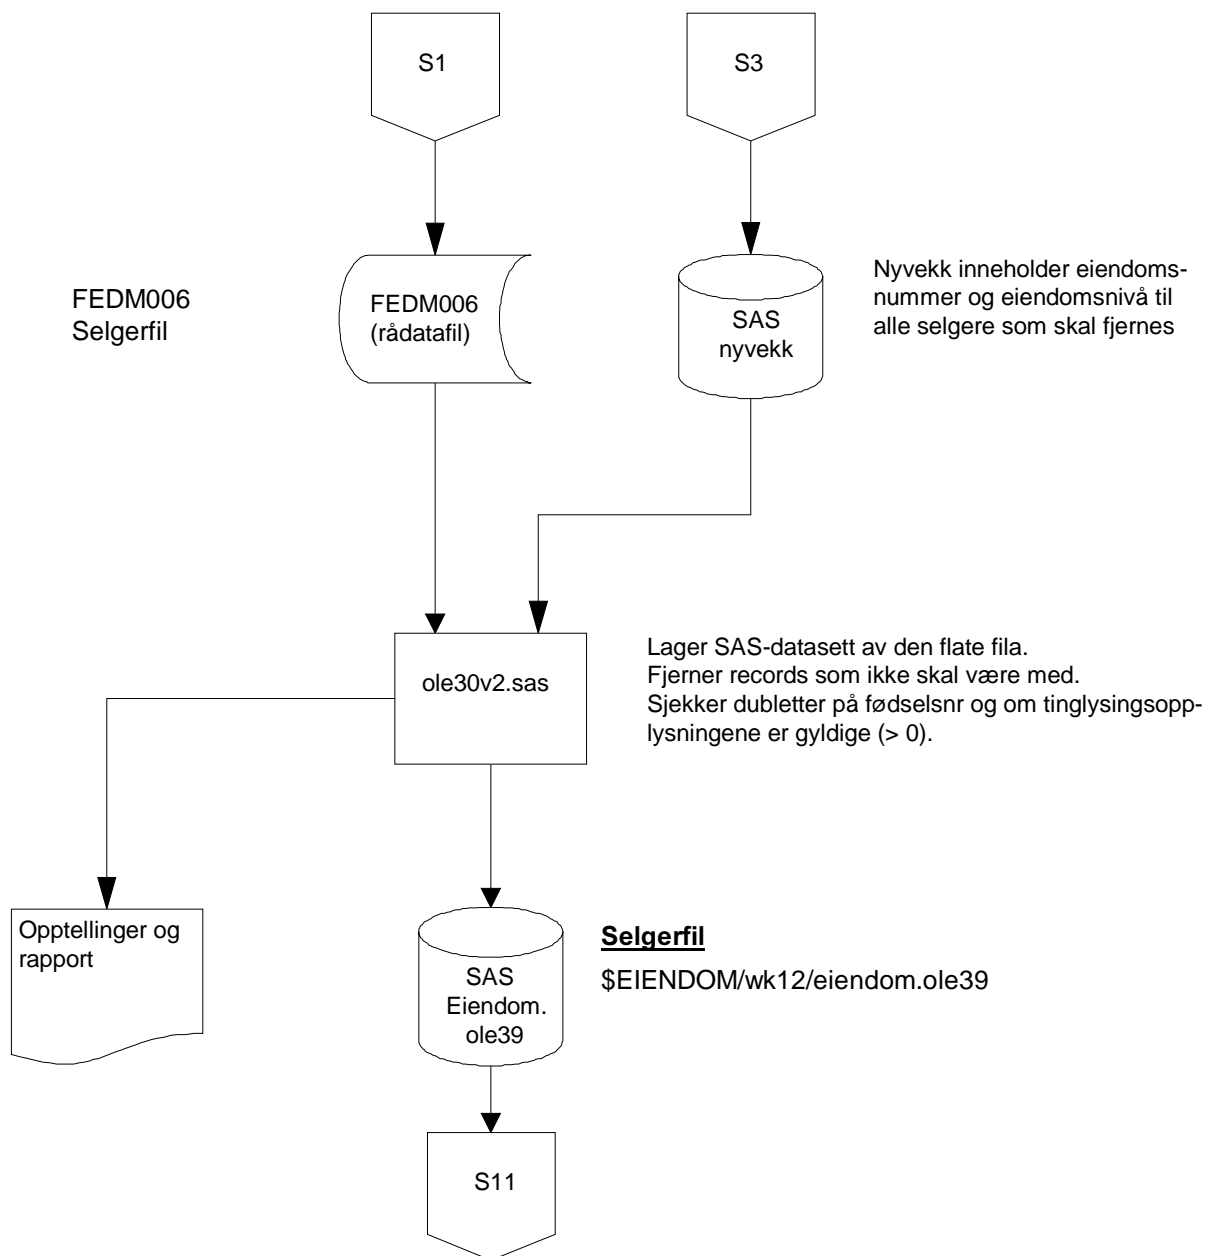 S1
S3
FEDM006
Selgerfil
FEDM006
(rådatafil)
SAS
nyvekk
Nyvekk inneholder eiendoms-
nummer og eiendomsnivå til
alle selgere som skal fjernes
ole30v2.sas
Lager SAS-datasett av den flate fila.
Fjerner records som ikke skal være med.
Sjekker dubletter på fødselsnr og om tinglysingsopp-
lysningene er gyldige (> 0).
Opptellinger og
rapport
SAS
Eiendom.
ole39
Selgerfil
$EIENDOM/wk12/eiendom.ole39
S11